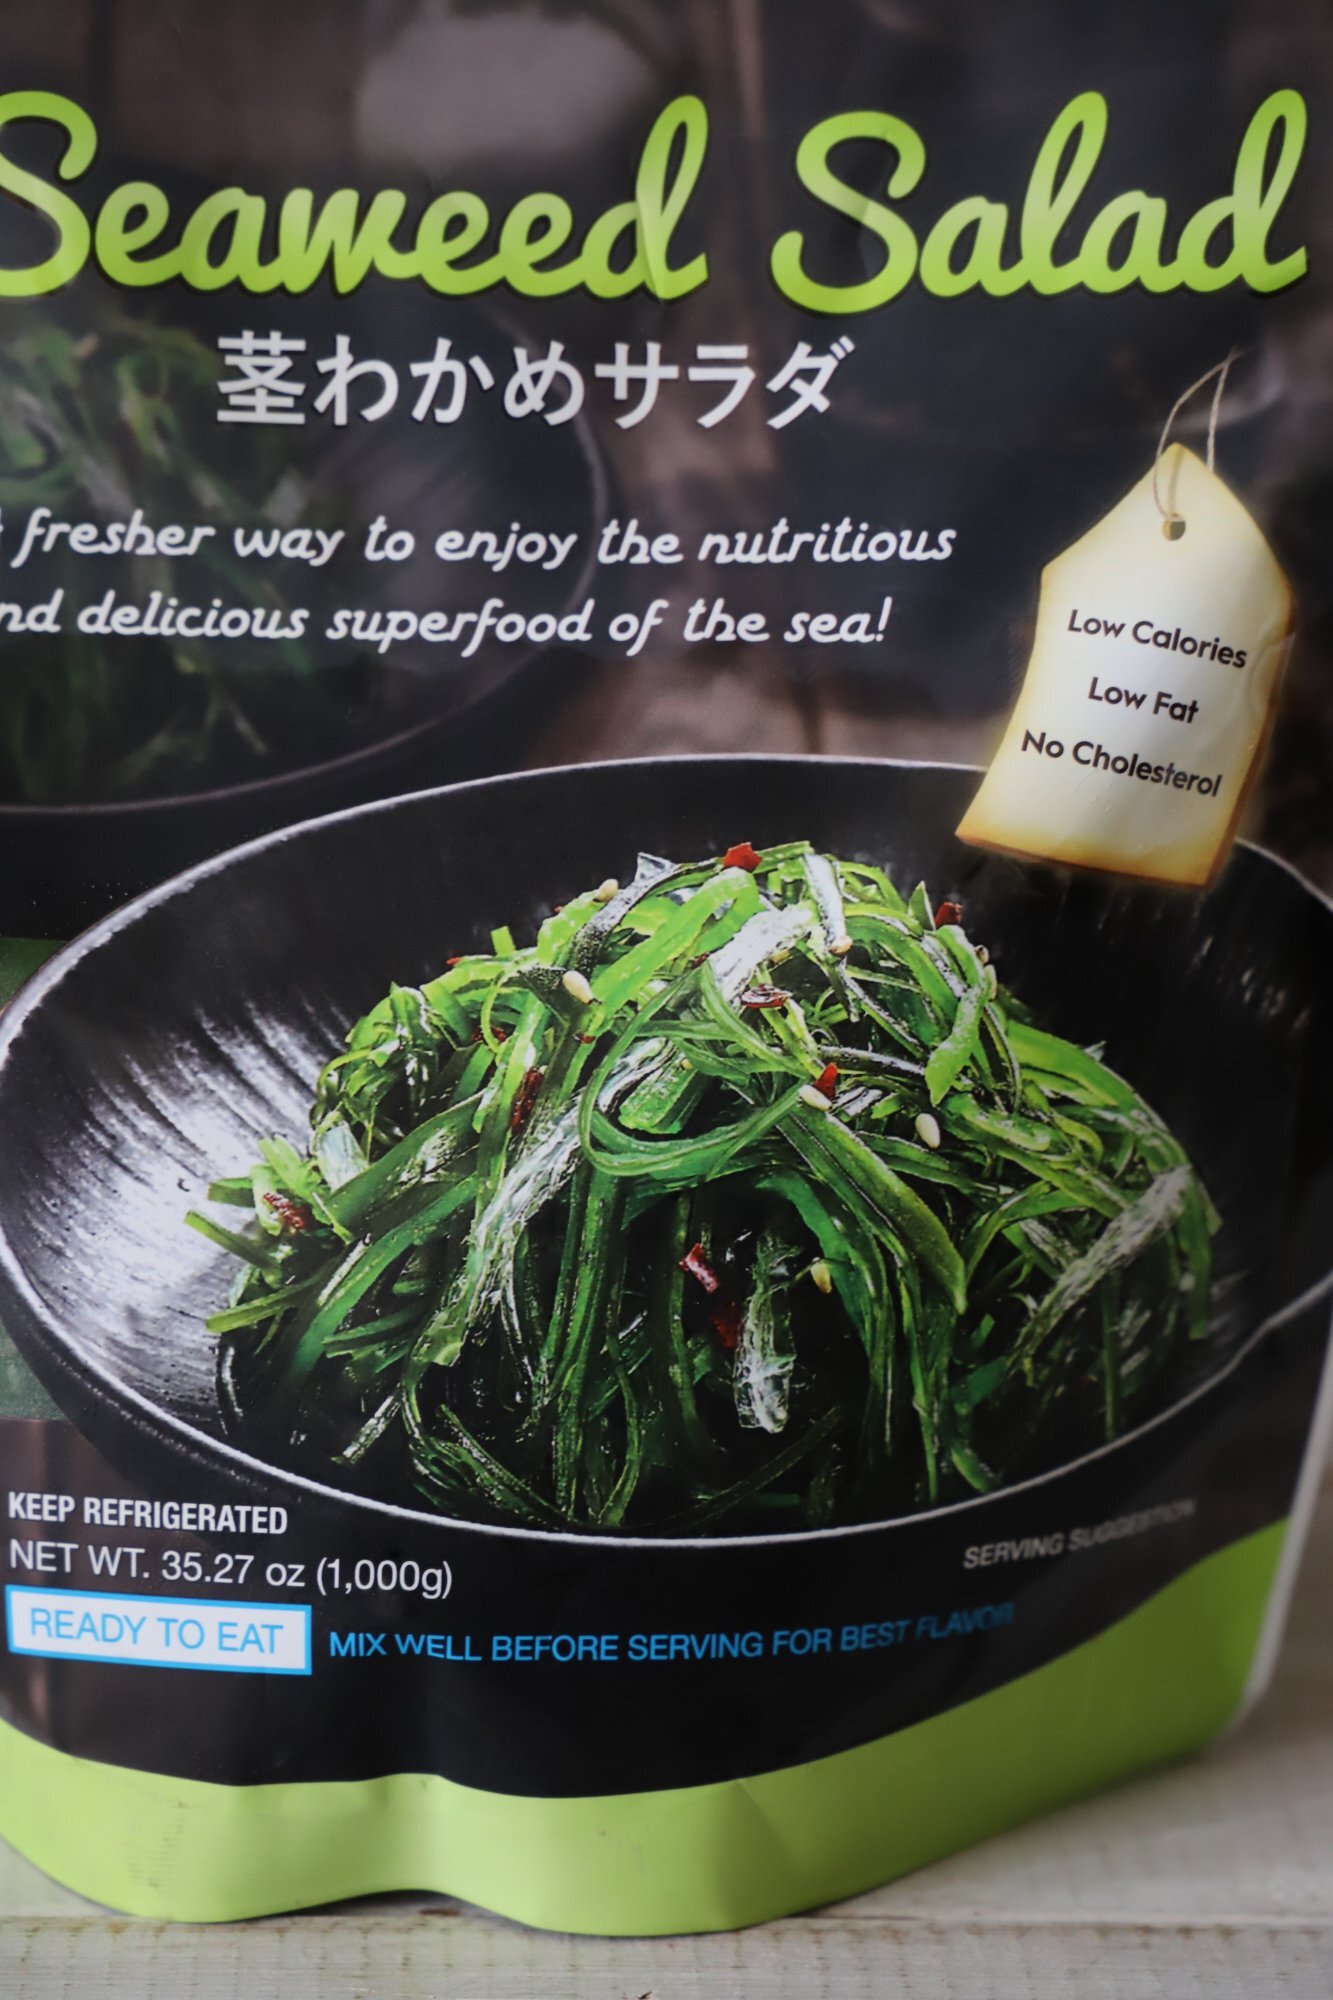 Seaweed Salad
茎わかめサラダ
fresher way to enjoy the nutritious
nd delicious superfood of the sea!
Low Calories
Low Fat
No Cholesterol
KEEP REFRIGERATED
NET WT. 35.27 oz (1,000g)
SERVING SUGGESTION
READY TO EAT
MIX WELL BEFORE SERVING FOR BEST FLAVOR